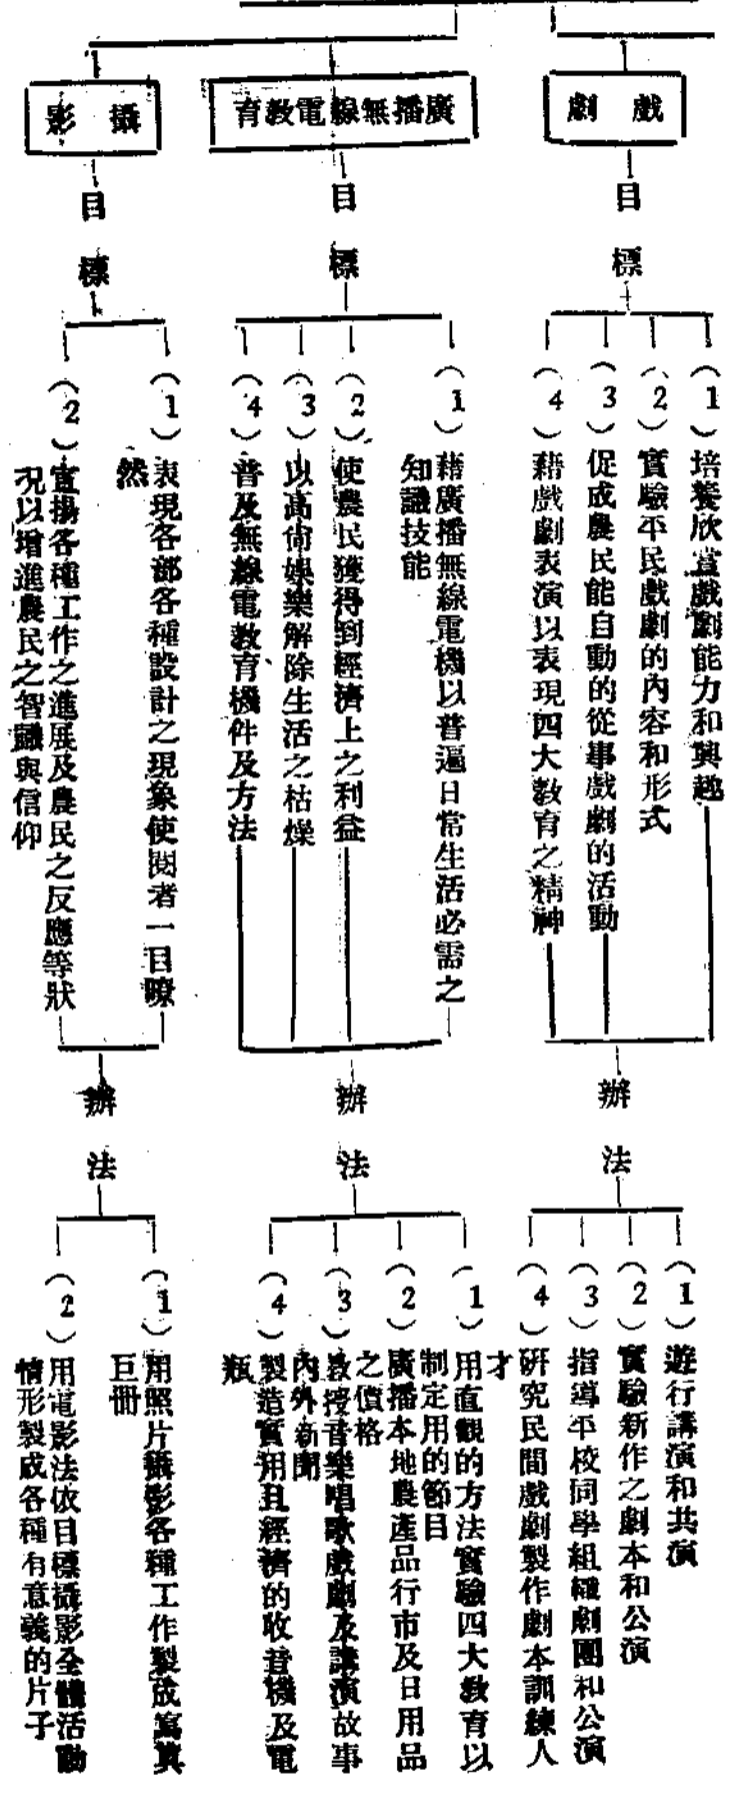 戲劇
目標
（1）培養欣賞戲劇能力和興趣
（2）實驗平民戲劇的內容和形式
（3）促成農民能自動的從事戲劇的活動
（4）藉戲劇表演以表現四大教育之精神
辦法
（1）遊行講演和共演
（2）實驗新作之劇本和公演
（3）指導平校同學組織劇團和公演
（4）研究民間戲劇製作劇本訓練人
才
廣播無線電教育
目標
（1）藉廣播無線電機以普遍日常生活必需之
知識技能
（2）使農民獲得到經濟上之利益
（3）以高尚娛樂解除生活之枯燥
（4）普及無線電教育機件及方法
辦法
（1）用直觀的方法實驗四大教育以
制定用的節目
（2）廣播本地農產品行市及日用品
之價格
（3）教授音樂唱歌戲劇及講演故事
內外新聞
（4）製造實用且經濟的收音機及電
瓶
攝影
目標
（1）表現各部各種設計之現象使閱者一目瞭
然
（2）宣揚各種工作之進展及農民之反應等狀
況以增進農民之智識與信仰
辦法
（1）用照片攝影各種工作製成寫真
巨冊
（2）用電影法依目標攝影全體活動
情形製成各種有意義的片子